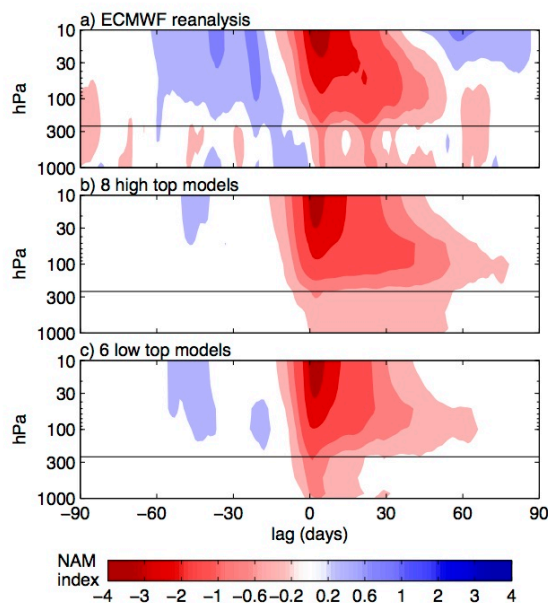 a) ECMWF reanalysis
10
30
100
300
1000
hPa
b) 8 high top models
10
30
100
300
1000
hPa
c) 6 low top models
10
30
100
300
1000
hPa
−90 −60 −30 0 30 60 90
lag (days)
NAM
index
−4 −3 −2 −1 −0.6 −0.2 0.2 0.6 1 2 3 4